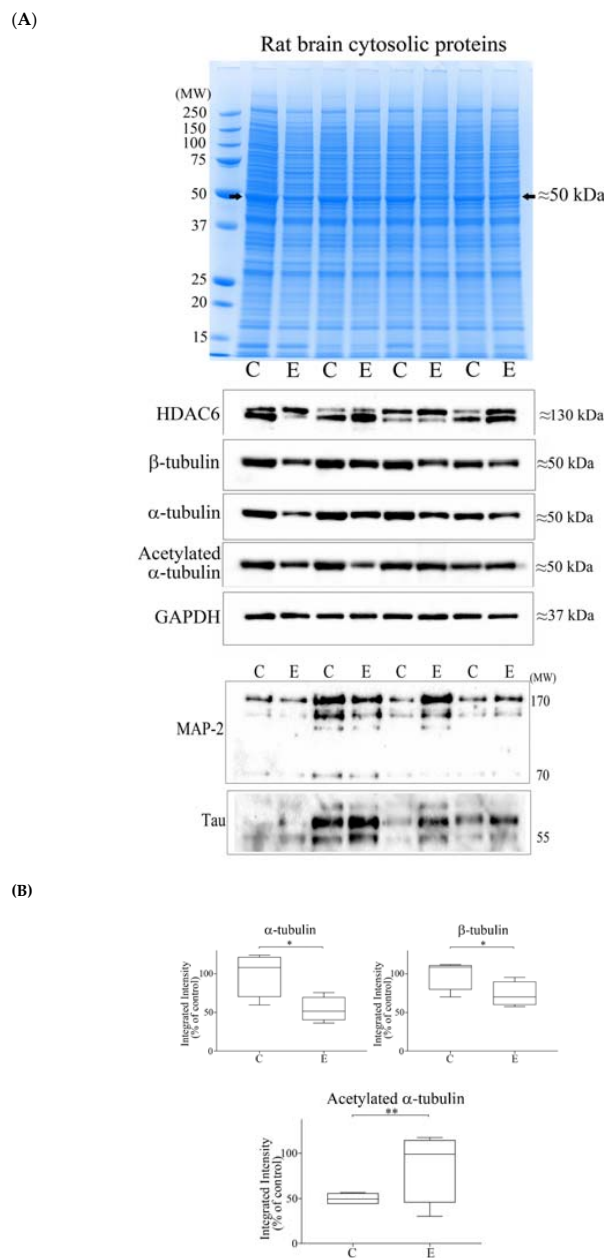 (A)
Rat brain cytosolic proteins
(MW)
250
150
100
75
50
≈50 kDa
37
25
20
15
C E C E C E C E
HDAC6 ≈130 kDa
β-tubulin ≈50 kDa
α-tubulin ≈50 kDa
Acetylated
α-tubulin ≈50 kDa
GAPDH ≈37 kDa
C E C E C E C E
(MW)
MAP-2
170
70
Tau
55
(B)
α-tubulin
*
Integrated Intensity
(% of control)
100
50
0
C E
β-tubulin
*
Integrated Intensity
(% of control)
100
50
0
C E
Acetylated α-tubulin
**
Integrated Intensity
(% of control)
100
50
0
C E